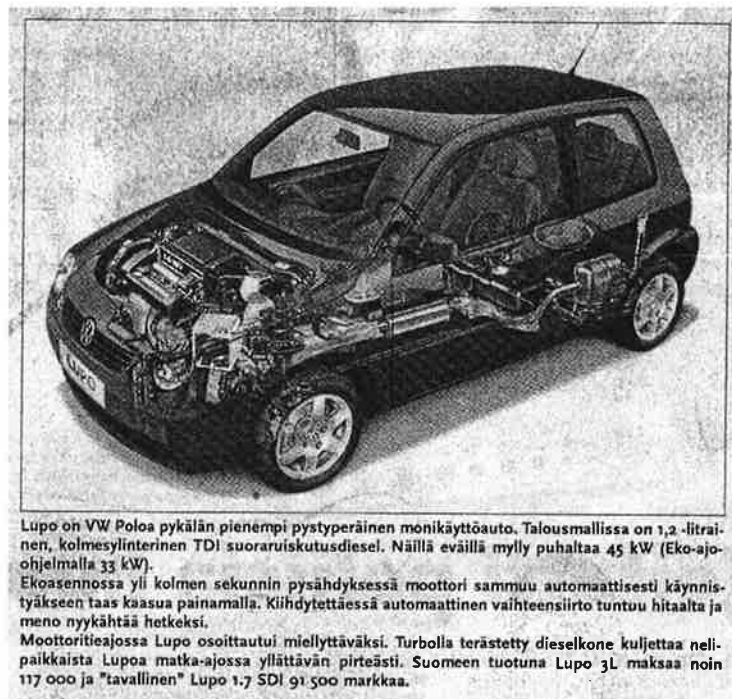 LUPO
Lupo on VW Poloa pykälän pienempi pystyperäinen monikäyttöauto. Talousmallissa on 1,2 -litrai-
nen, kolmesylinterinen TDI suoraruiskutusdiesel. Näillä eväillä mylly puhaltaa 45 kW (Eko-ajo-
ohjelmalla 33 kW).
Ekoasennossa yli kolmen sekunnin pysähdyksessä moottori sammuu automaattisesti käynnis-
tyäkseen taas kaasua painamalla. Kiihdytettäessä automaattinen vaihteensiirto tuntuu hitaalta ja
meno nyykähtää hetkeksi.
Moottoritieajossa Lupo osoittautui miellyttäväksi. Turbolla terästetty dieselkone kuljettaa neli-
paikkaista Lupoa matka-ajossa yllättävän pirteästi. Suomeen tuotuna Lupo 3L maksaa noin
117 000 ja "tavallinen" Lupo 1.7 SDI 91 500 markkaa.